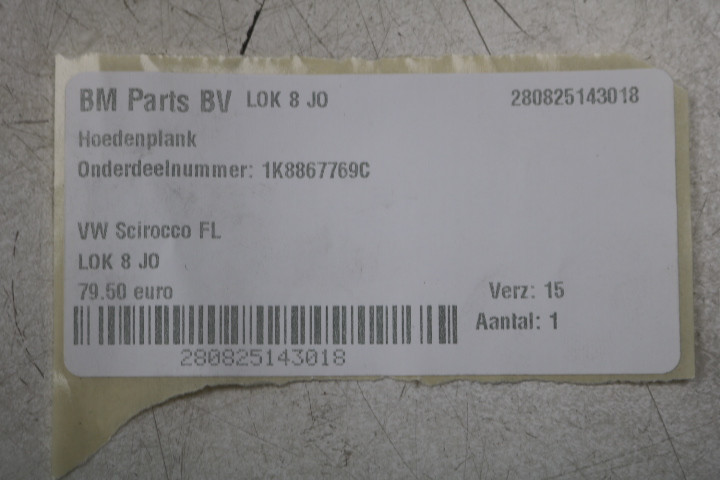 BM Parts BV LOK 8 JO 280825143018
Hoedenplank
Onderdeelnummer: 1K8867769C
VW Scirocco FL
LOK 8 JO
79.50 euro Verz: 15
Aantal: 1
280825143018